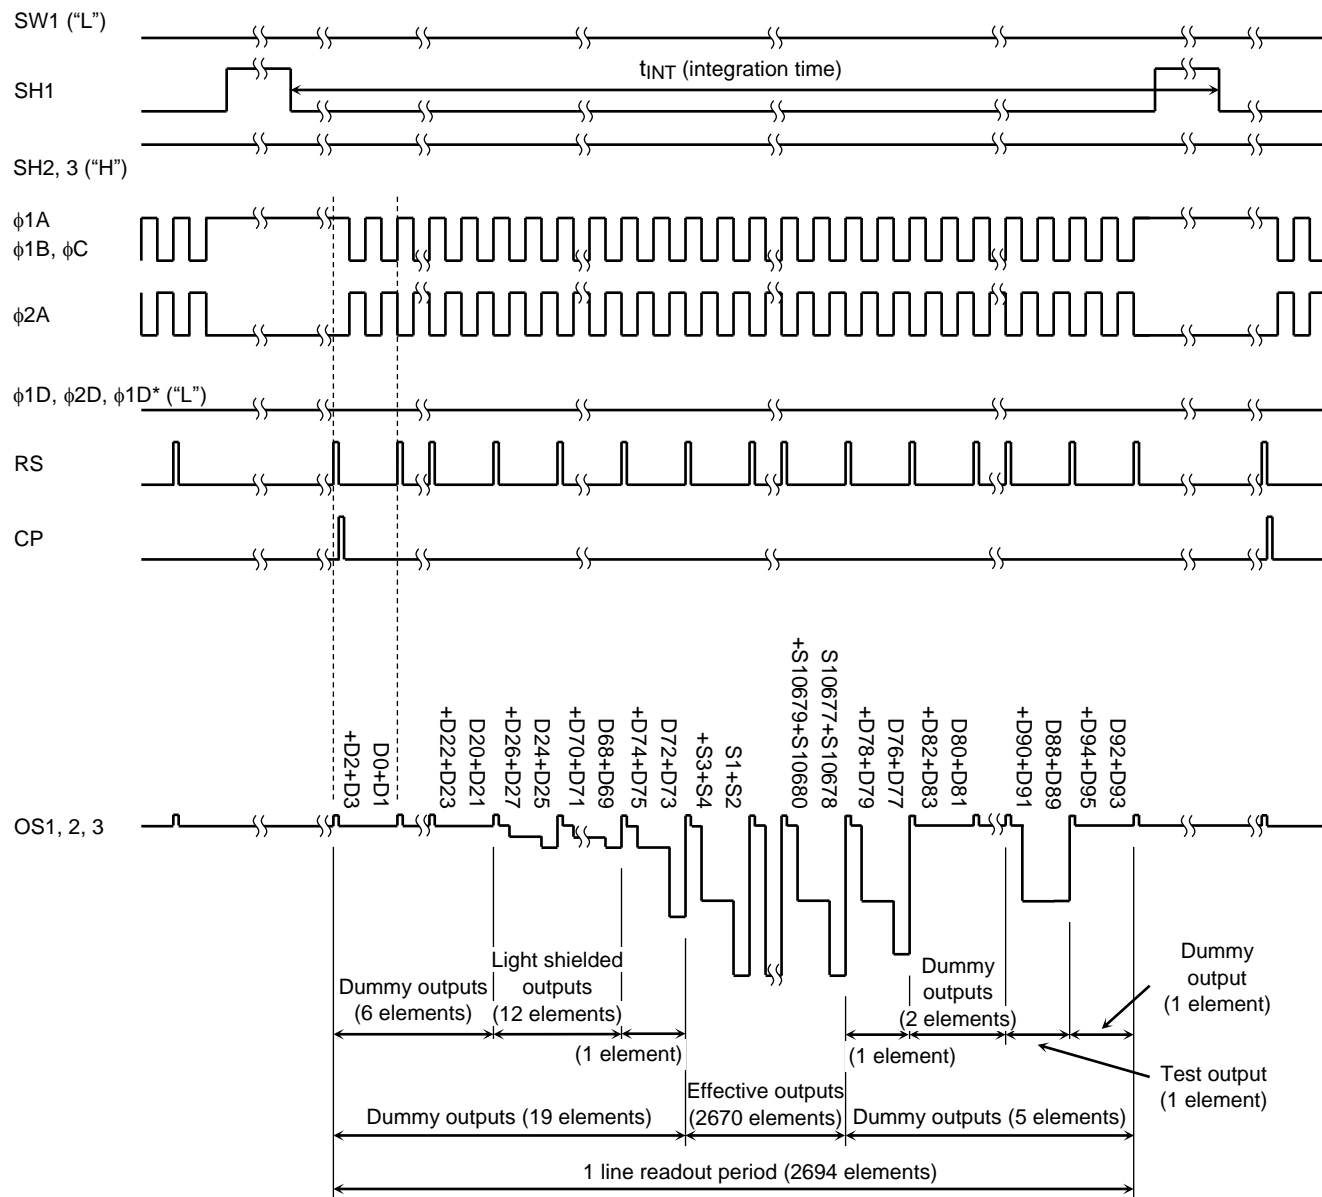 SW1 (“L”)
tINT (integration time)
SH1
SH2, 3 (“H”)
ϕ1A
ϕ1B, ϕC
ϕ2A
ϕ1D, ϕ2D, ϕ1D* (“L”)
RS
CP
D0+D1
+D2+D3
D20+D21
+D22+D23
D24+D25
+D26+D27
D68+D69
+D70+D71
D72+D73
+D74+D75
S1+S2
+S3+S4
S10677+S10678
+S10679+S10680
D76+D77
+D78+D79
D80+D81
+D82+D83
D88+D89
+D90+D91
D92+D93
+D94+D95
OS1, 2, 3
Dummy outputs
(6 elements)
Light shielded
outputs
(12 elements)
(1 element)
(1 element)
Dummy
outputs
(2 elements)
Dummy
output
(1 element)
Test output
(1 element)
Dummy outputs (19 elements)
Effective outputs
(2670 elements)
Dummy outputs (5 elements)
1 line readout period (2694 elements)